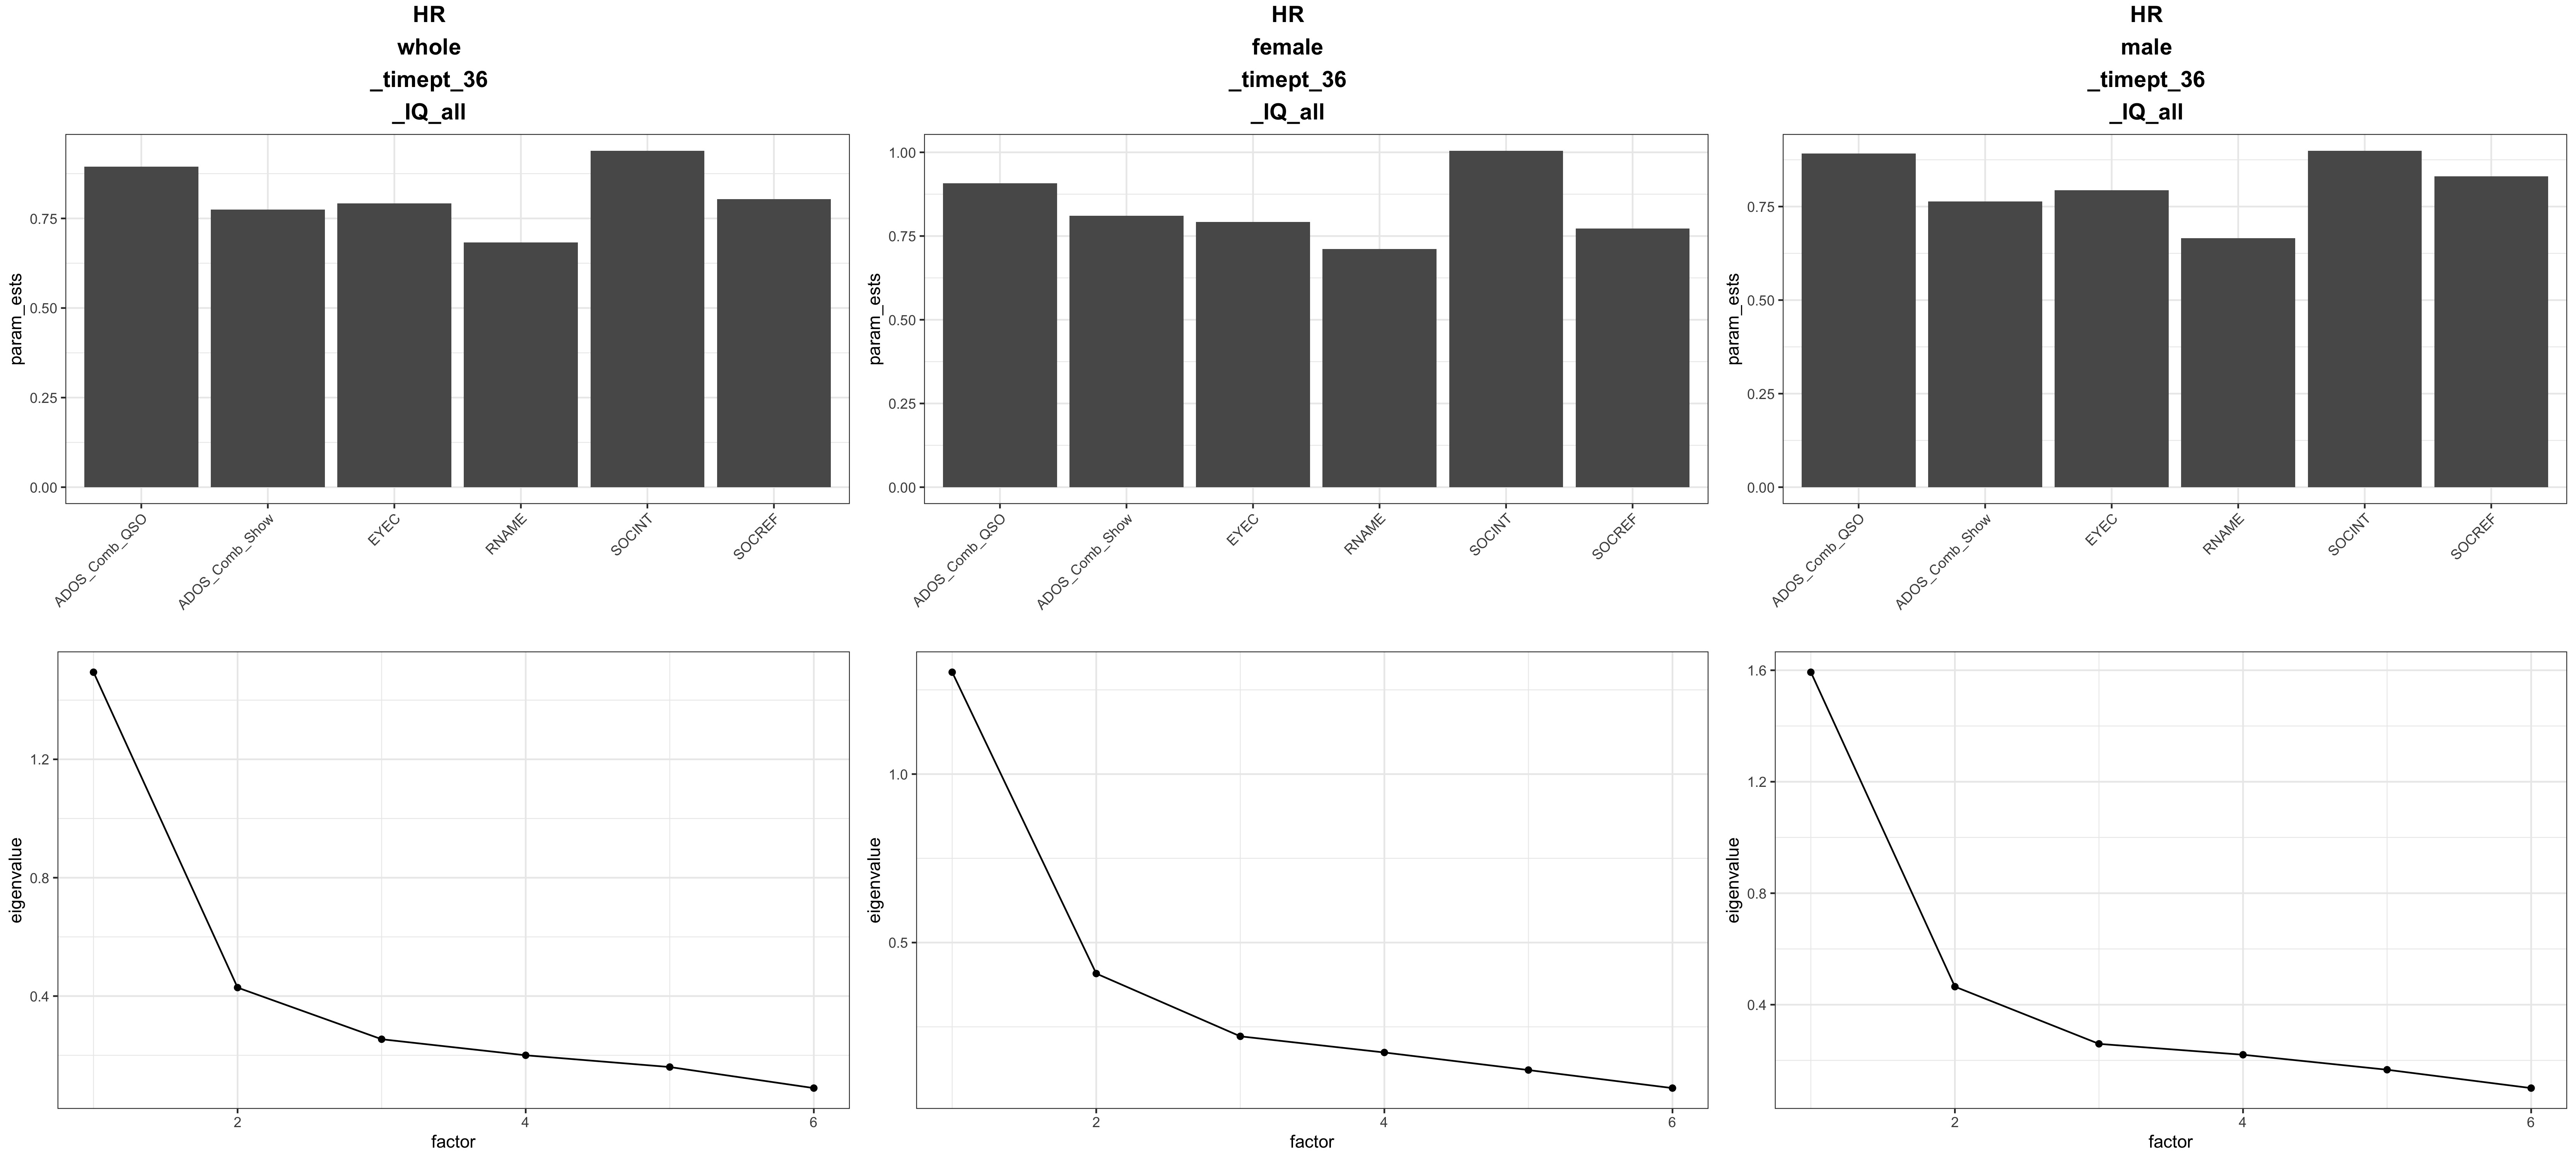 HR
whole
_timept_36
_IQ_all
param_ests
0.75
0.50
0.25
0.00
ADOS_Comb_QSO
ADOS_Comb_Show
EYEC
RNAME
SOCINT
SOCREF
HR
female
_timept_36
_IQ_all
param_ests
1.00
0.75
0.50
0.25
0.00
ADOS_Comb_QSO
ADOS_Comb_Show
EYEC
RNAME
SOCINT
SOCREF
HR
male
_timept_36
_IQ_all
param_ests
0.75
0.50
0.25
0.00
ADOS_Comb_QSO
ADOS_Comb_Show
EYEC
RNAME
SOCINT
SOCREF
eigenvalue
1.2
0.8
0.4
2 4 6
factor
eigenvalue
1.0
0.5
2 4 6
factor
eigenvalue
1.6
1.2
0.8
0.4
2 4 6
factor